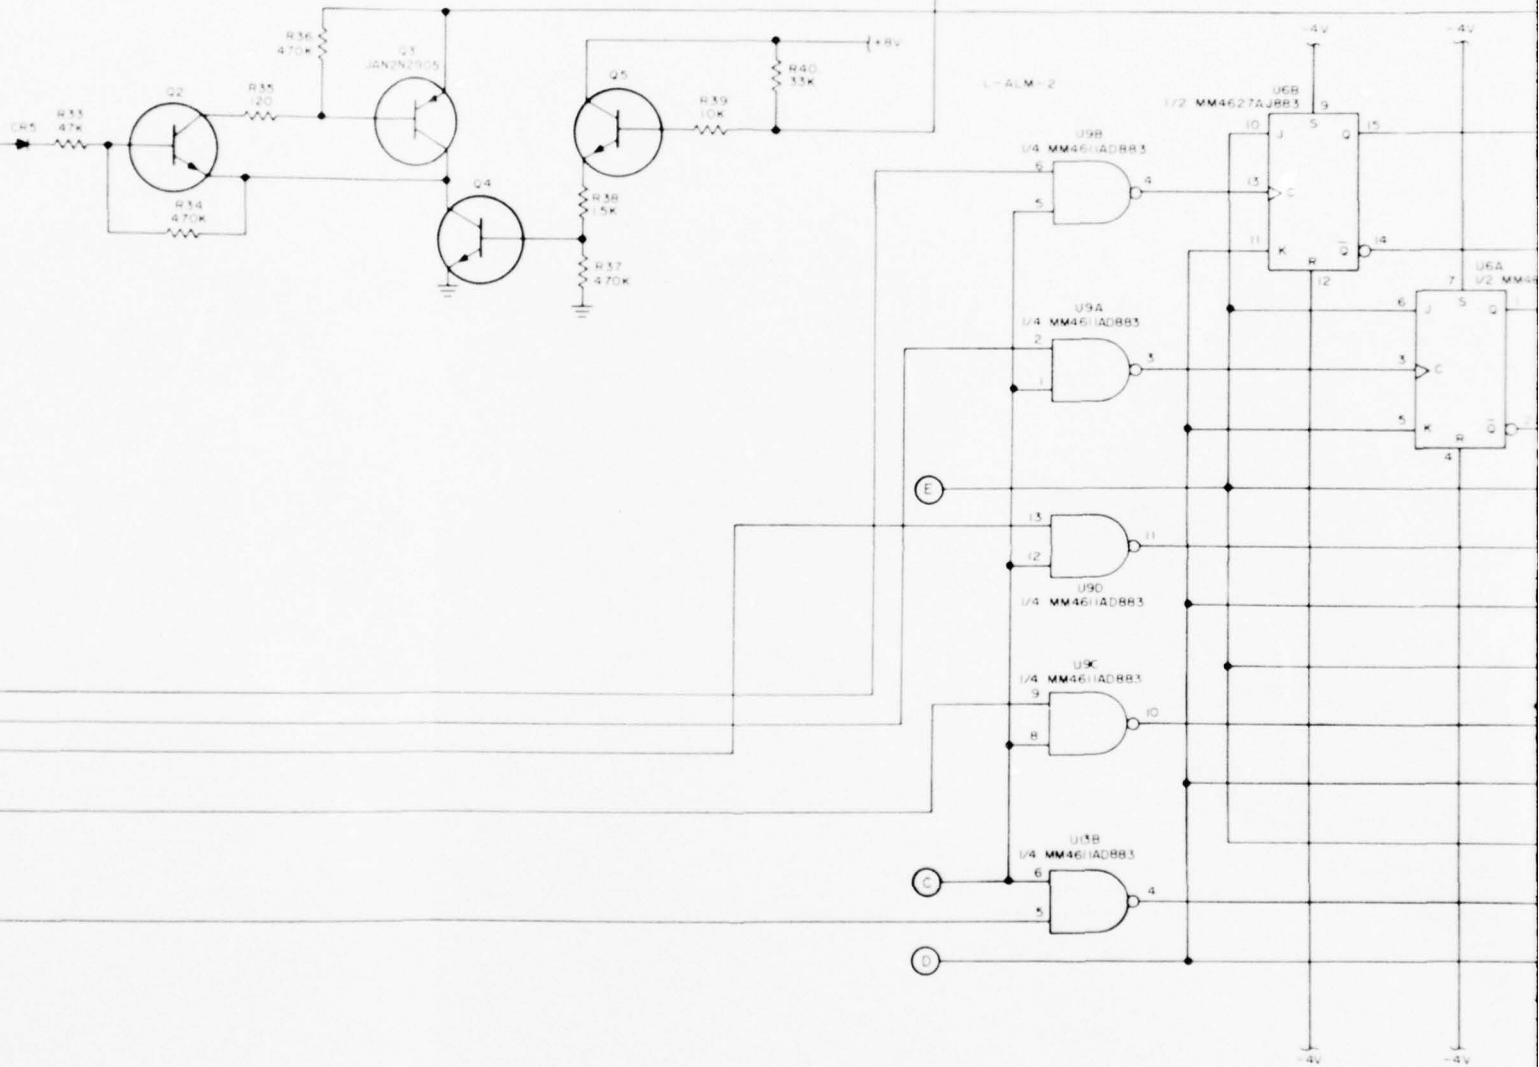 R36
470K
Q3
JAN2N2905
+8V
R40
33K
Q5
-4V
-4V
L-ALM-2
U6B
1/2 MM4627AJ883
9
Q2
R35
120
R39
10K
CR5
R33
47K
10 J S Q 15
U9B
1/4 MM4611AD883
6
4
13 C
5
Q4
R38
15K
R34
470K
11 K R Q̅ 14
12
R37
470K
U6A
1/2 MM46
7
6 J S Q 1
U9A
1/4 MM4611AD883
2
3
3 C
1
5 K R Q̅ 2
4
E
13
11
12
U9D
1/4 MM4611AD883
U9C
1/4 MM4611AD883
9
10
8
U13B
1/4 MM4611AD883
C
6
4
5
D
-4V
-4V